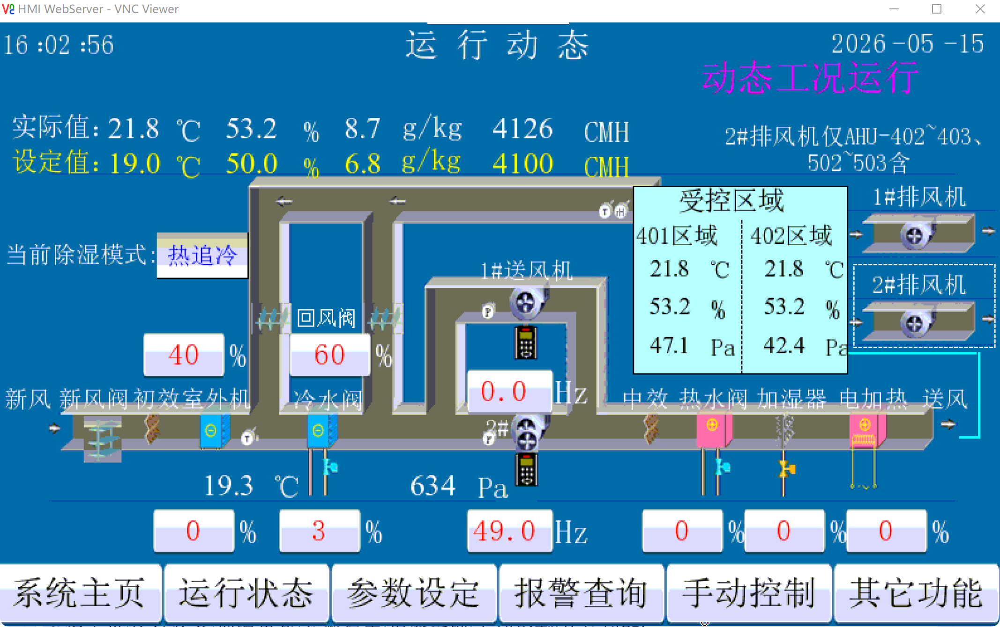 HMI WebServer - VNC Viewer
16:02:56
运行动态
2026-05-15
动态工况运行
实际值: 21.8 ℃ 53.2 % 8.7 g/kg 4126 CMH
设定值: 19.0 ℃ 50.0 % 6.8 g/kg 4100 CMH
2#排风机仅AHU-402~403、
502~503含
受控区域
401区域 402区域
21.8 ℃ 21.8 ℃
53.2 % 53.2 %
47.1 Pa 42.4 Pa
1#排风机
2#排风机
T rH
当前除湿模式: 热追冷
1#送风机
P
回风阀
40 % 60 %
0.0 Hz
新风 新风阀 初效 室外机 冷水阀 中效 热水阀 加湿器 电加热 送风
2#
T
19.3 ℃ 634 Pa
0 % 3 % 49.0 Hz 0 % 0 % 0 %
系统主页 运行状态 参数设定 报警查询 手动控制 其它功能